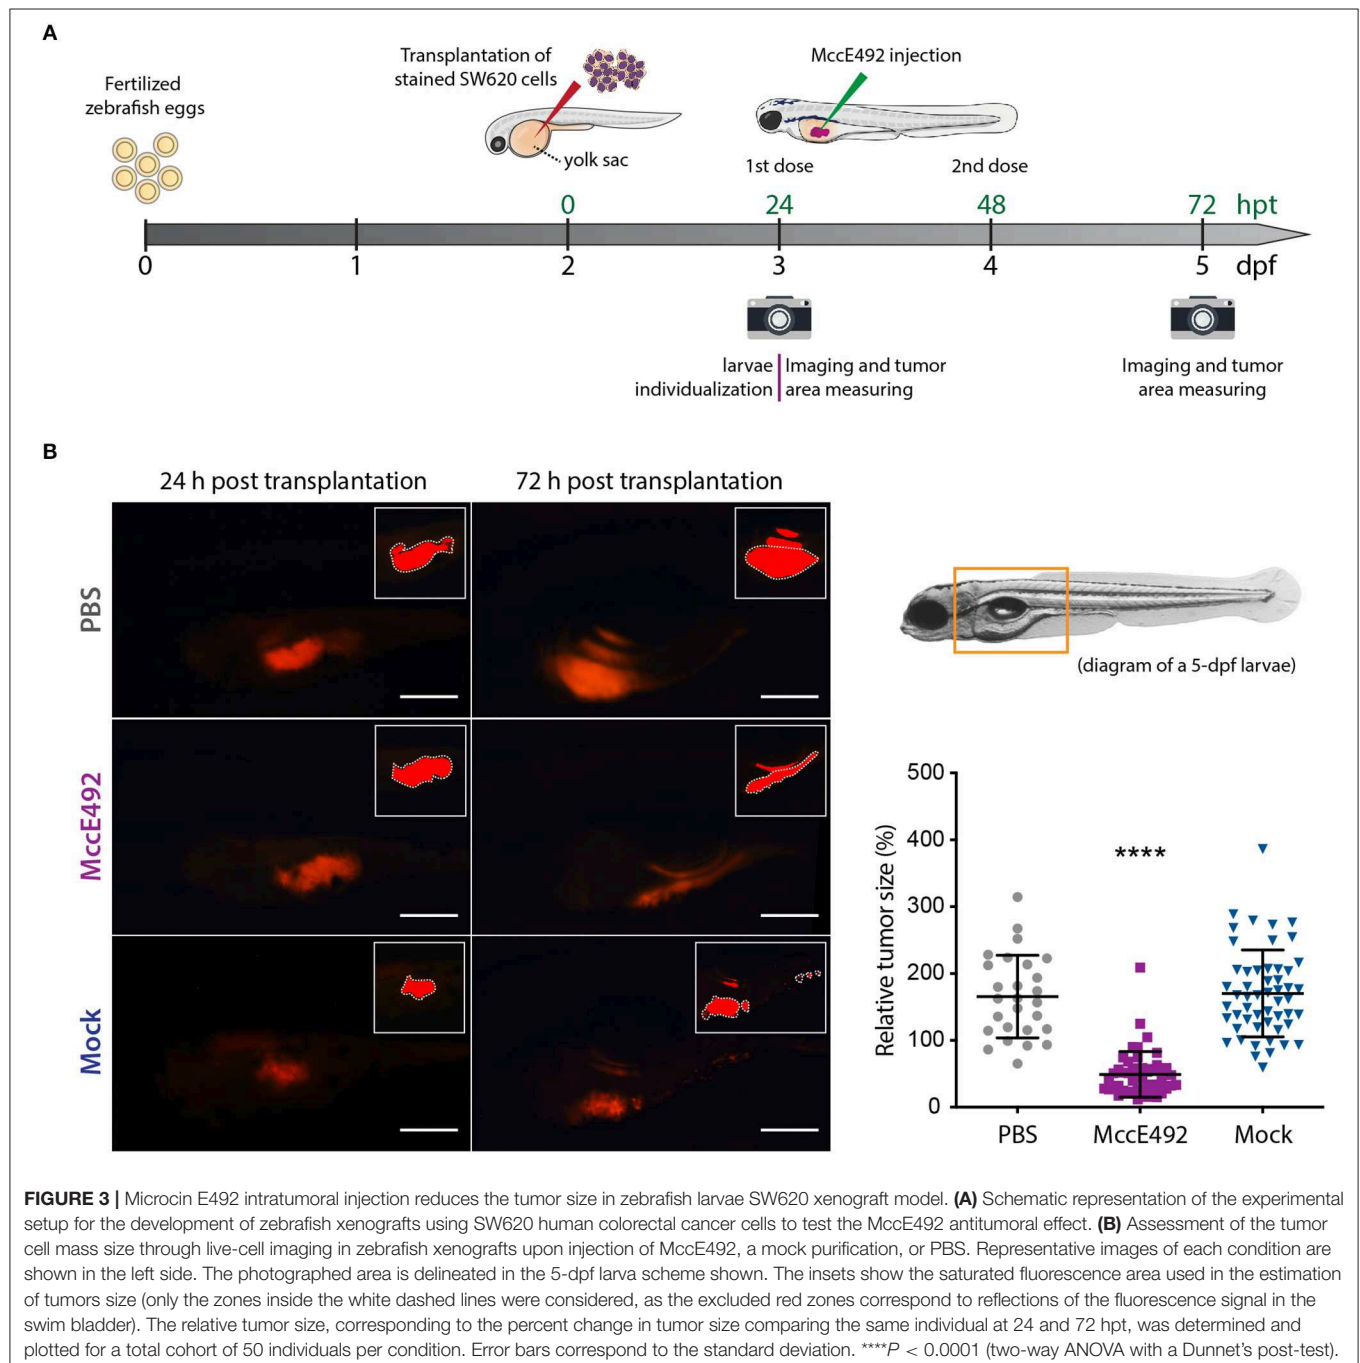 A
Fertilized
zebrafish eggs
Transplantation of
stained SW620 cells
yolk sac
MccE492 injection
1st dose
2nd dose
0 24 48 72 hpt
0 1 2 3 4 5 dpf
larvae
individualization
Imaging and tumor
area measuring
Imaging and tumor
area measuring
B
24 h post transplantation
72 h post transplantation
PBS
MccE492
Mock
(diagram of a 5-dpf larvae)
Relative tumor size (%)
500
400
300
200
100
0
****
PBS MccE492 Mock
FIGURE 3 | Microcin E492 intratumoral injection reduces the tumor size in zebrafish larvae SW620 xenograft model. (A) Schematic representation of the experimental
setup for the development of zebrafish xenografts using SW620 human colorectal cancer cells to test the MccE492 antitumoral effect. (B) Assessment of the tumor
cell mass size through live-cell imaging in zebrafish xenografts upon injection of MccE492, a mock purification, or PBS. Representative images of each condition are
shown in the left side. The photographed area is delineated in the 5-dpf larva scheme shown. The insets show the saturated fluorescence area used in the estimation
of tumors size (only the zones inside the white dashed lines were considered, as the excluded red zones correspond to reflections of the fluorescence signal in the
swim bladder). The relative tumor size, corresponding to the percent change in tumor size comparing the same individual at 24 and 72 hpt, was determined and
plotted for a total cohort of 50 individuals per condition. Error bars correspond to the standard deviation. ****P < 0.0001 (two-way ANOVA with a Dunnet's post-test).